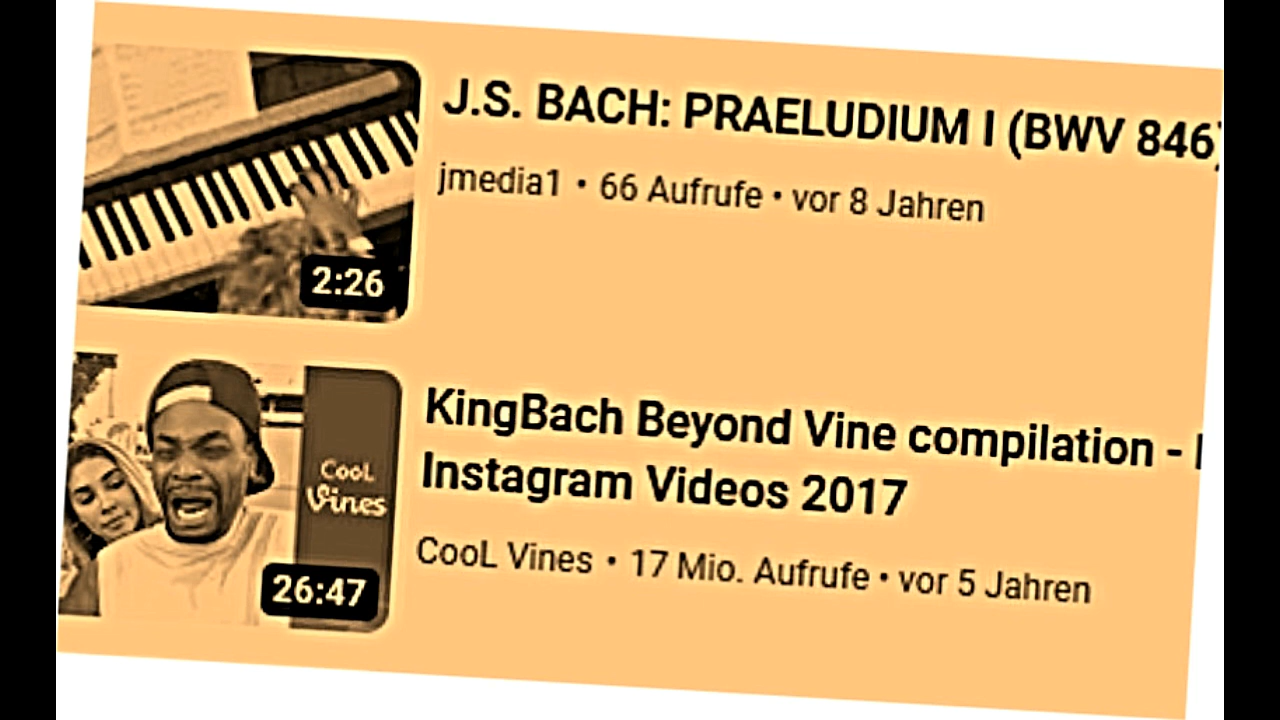 J.S. BACH: PRAELUDIUM I (BWV 846)
jmedia1 • 66 Aufrufe • vor 8 Jahren
2:26
KingBach Beyond Vine compilation -
Instagram Videos 2017
CooL Vines • 17 Mio. Aufrufe • vor 5 Jahren
CooL
Vines
26:47